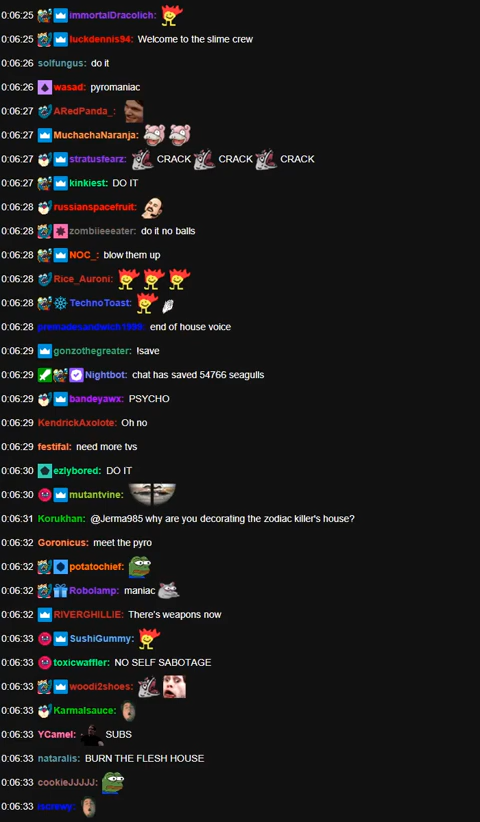 0:06:25 immortalDracolich:
0:06:25 luckdennis94: Welcome to the slime crew
0:06:26 solfungus: do it
0:06:26 wasad: pyromaniac
0:06:27 ARedPanda_:
0:06:27 MuchachaNaranja:
0:06:27 stratusfearz: CRACK CRACK CRACK
0:06:27 kinkiest: DO IT
0:06:28 russianspacefruit:
0:06:28 zombiieeeater: do it no balls
0:06:28 NOC_: blow them up
0:06:28 Rice_Auroni:
0:06:28 TechnoToast:
0:06:28 premadesandwich1999: end of house voice
0:06:29 gonzothegreater: !save
0:06:29 Nightbot: chat has saved 54766 seagulls
0:06:29 bandeyawx: PSYCHO
0:06:29 KendrickAxolote: Oh no
0:06:29 festifal: need more tvs
0:06:30 ezlybored: DO IT
0:06:30 mutantvine:
0:06:31 Korukhan: @Jerma985 why are you decorating the zodiac killer's house?
0:06:32 Goronicus: meet the pyro
0:06:32 potatochief:
0:06:32 Robolamp: maniac
0:06:32 RIVERGHILLIE: There's weapons now
0:06:33 SushiGummy:
0:06:33 toxicwaffler: NO SELF SABOTAGE
0:06:33 woodi2shoes:
0:06:33 Karmalsauce:
0:06:33 YCamel: SUBS
0:06:33 nataralis: BURN THE FLESH HOUSE
0:06:33 cookieJJJJJ:
0:06:33 iscrewy: